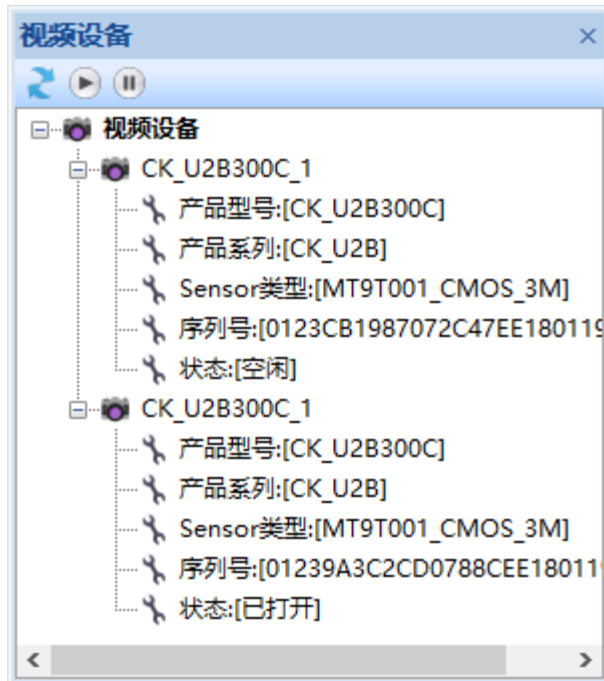 视频设备
视频设备
CK_U2B300C_1
产品型号:[CK_U2B300C]
产品系列:[CK_U2B]
Sensor类型:[MT9T001_CMOS_3M]
序列号:[0123CB1987072C47EE180119
状态:[空闲]
CK_U2B300C_1
产品型号:[CK_U2B300C]
产品系列:[CK_U2B]
Sensor类型:[MT9T001_CMOS_3M]
序列号:[01239A3C2CD0788CEE18011
状态:[已打开]